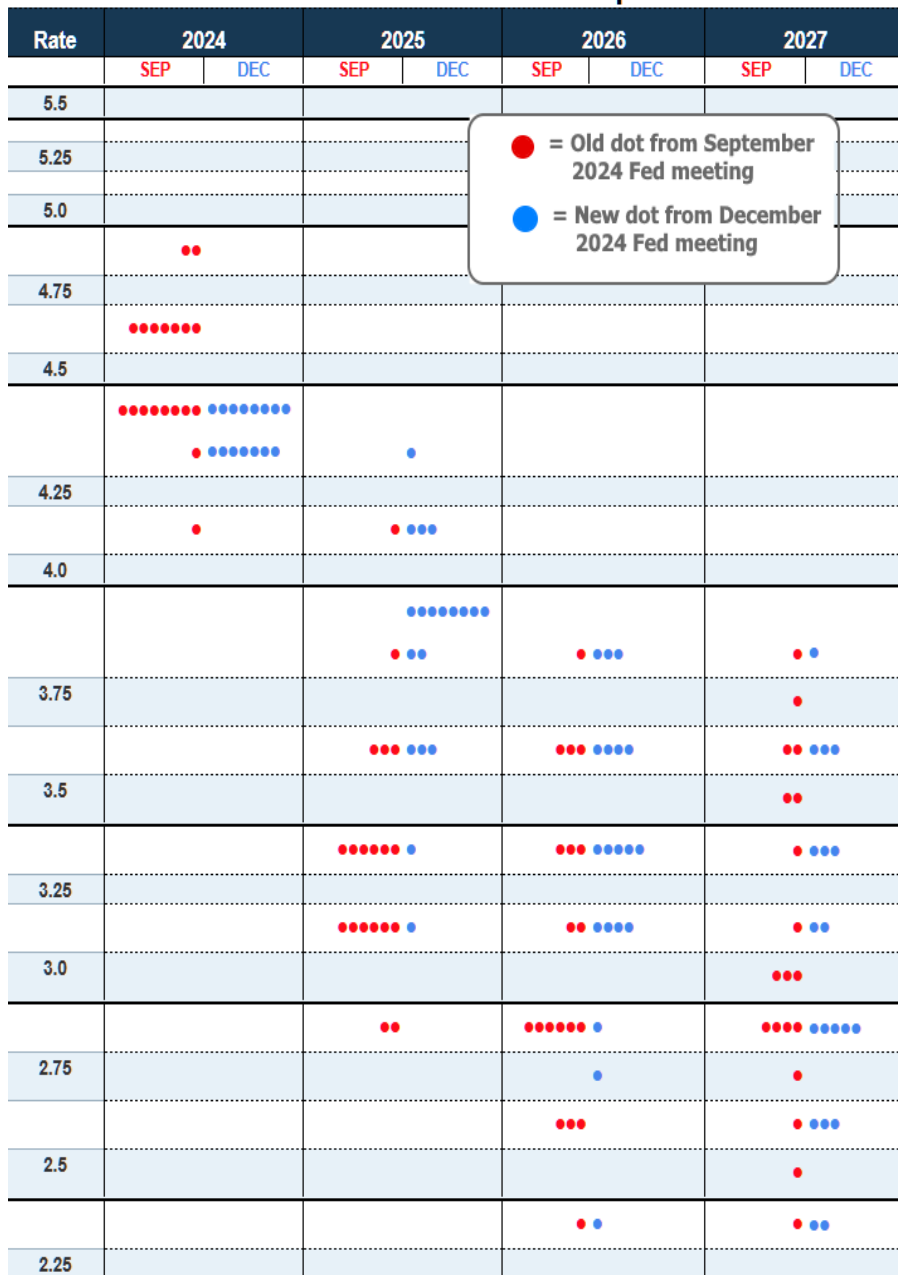 Rate 2024 2025 2026 2027
SEP DEC SEP DEC SEP DEC SEP DEC
5.5
5.25
5.0
= Old dot from September
2024 Fed meeting
= New dot from December
2024 Fed meeting
4.75
4.5
4.25
4.0
3.75
3.5
3.25
3.0
2.75
2.5
2.25